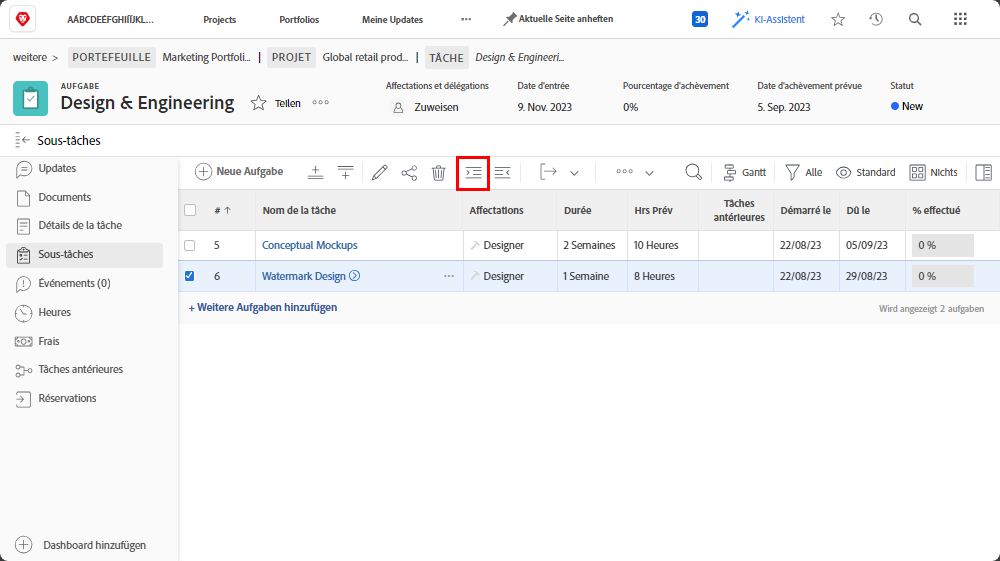 AÁBCDEÉFGHIÍJKL... Projects Portfolios Meine Updates Aktuelle Seite anheften 30 KI-Assistent
weitere > PORTEFEUILLE Marketing Portfoli... | PROJET Global retail prod... | TÂCHE Design & Engineeri...
AUFGABE
Design & Engineering Teilen
Affectations et délégations
Zuweisen
Date d'entrée
9. Nov. 2023
Pourcentage d'achèvement
0%
Date d'achèvement prévue
5. Sep. 2023
Statut
New
Sous-tâches
Updates
Documents
Détails de la tâche
Sous-tâches
Événements (0)
Heures
Frais
Tâches antérieures
Réservations
Dashboard hinzufügen
Neue Aufgabe Gantt Alle Standard Nichts
# Nom de la tâche Affectations Durée Hrs Prév Tâches antérieures Démarré le Dû le % effectué
5 Conceptual Mockups Designer 2 Semaines 10 Heures 22/08/23 05/09/23 0 %
6 Watermark Design Designer 1 Semaine 8 Heures 22/08/23 29/08/23 0 %
+ Weitere Aufgaben hinzufügen
Wird angezeigt 2 aufgaben